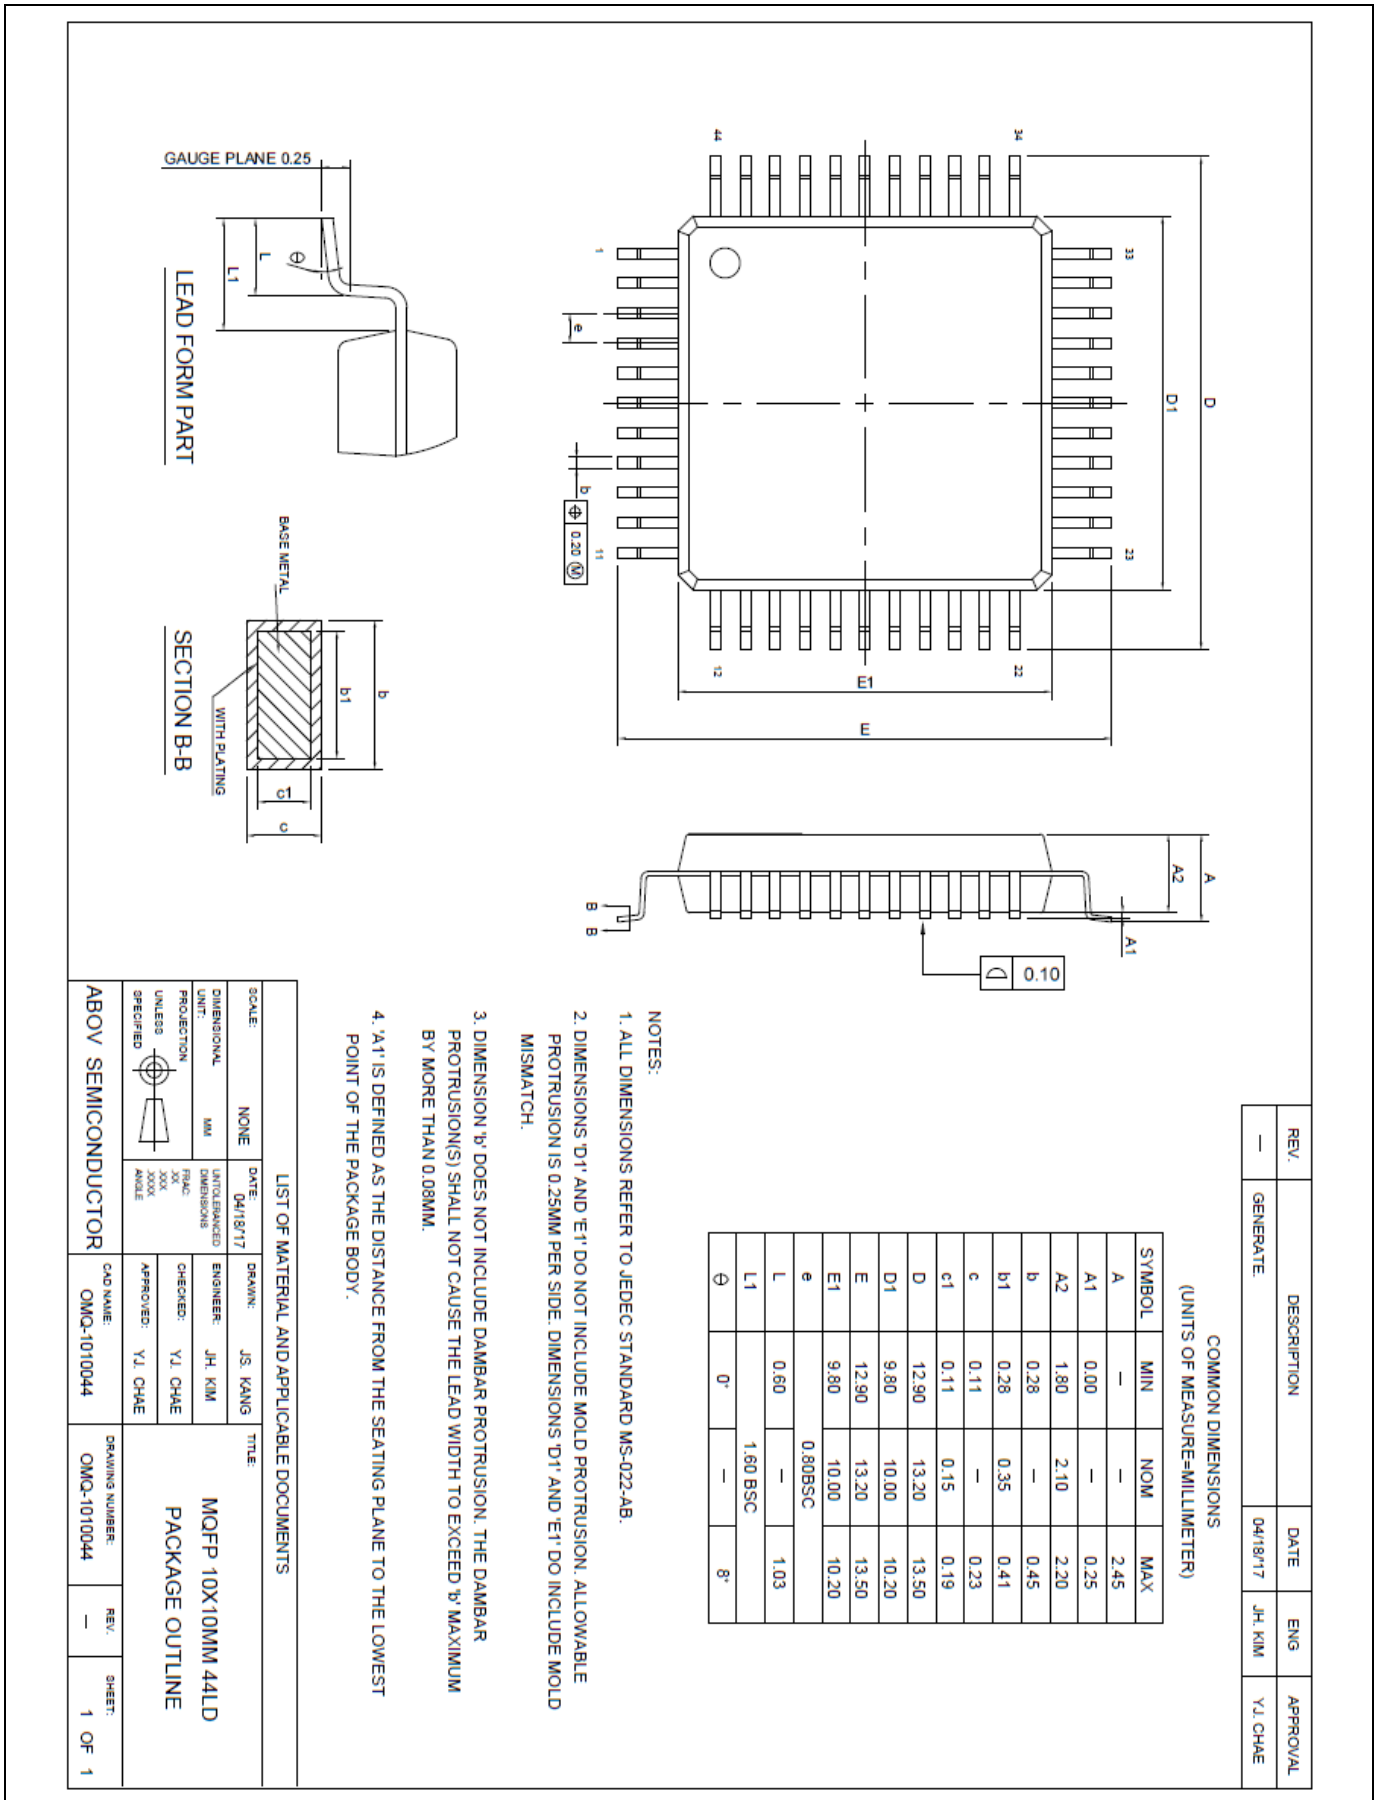 REV. DESCRIPTION DATE ENG APPROVAL
— GENERATE. 04/18/'17 JH. KIM YJ. CHAE
44
34
1
33
11
23
12
22
D
D1
E1
E
e
b
0.20 Ⓜ
A
A2
A1
0.10
B
B
GAUGE PLANE 0.25
L
L1
θ
LEAD FORM PART
BASE METAL
WITH PLATING
b
b1
c1
c
SECTION B-B
COMMON DIMENSIONS
(UNITS OF MEASURE=MILLIMETER)
SYMBOL MIN NOM MAX
A — — 2.45
A1 0.00 — 0.25
A2 1.80 2.10 2.20
b 0.28 — 0.45
b1 0.28 0.35 0.41
c 0.11 — 0.23
c1 0.11 0.15 0.19
D 12.90 13.20 13.50
D1 9.80 10.00 10.20
E 12.90 13.20 13.50
E1 9.80 10.00 10.20
e 0.80BSC
L 0.60 — 1.03
L1 1.60 BSC
θ 0° — 8°
NOTES:
1. ALL DIMENSIONS REFER TO JEDEC STANDARD MS-022-AB.
2. DIMENSIONS 'D1' AND 'E1' DO NOT INCLUDE MOLD PROTRUSION. ALLOWABLE
PROTRUSION IS 0.25MM PER SIDE. DIMENSIONS 'D1' AND 'E1' DO INCLUDE MOLD
MISMATCH.
3. DIMENSION 'b' DOES NOT INCLUDE DAMBAR PROTRUSION. THE DAMBAR
PROTRUSION(S) SHALL NOT CAUSE THE LEAD WIDTH TO EXCEED 'b' MAXIMUM
BY MORE THAN 0.08MM.
4. 'A1' IS DEFINED AS THE DISTANCE FROM THE SEATING PLANE TO THE LOWEST
POINT OF THE PACKAGE BODY.
LIST OF MATERIAL AND APPLICABLE DOCUMENTS
SCALE: NONE
DATE: 04/18/'17
DRAWN: JS. KANG
TITLE:
MQFP 10X10MM 44LD
PACKAGE OUTLINE
DIMENSIONAL
UNIT: MM
UNTOLERANCED
DIMENSIONS
ENGINEER: JH. KIM
PROJECTION
UNLESS
SPECIFIED
FRAC
.XX
.XXX
.XXXX
ANGLE
CHECKED: YJ. CHAE
APPROVED: YJ. CHAE
ABOV SEMICONDUCTOR
CAD NAME:
OMQ-1010044
DRAWING NUMBER:
OMQ-1010044
REV.
—
SHEET:
1 OF 1